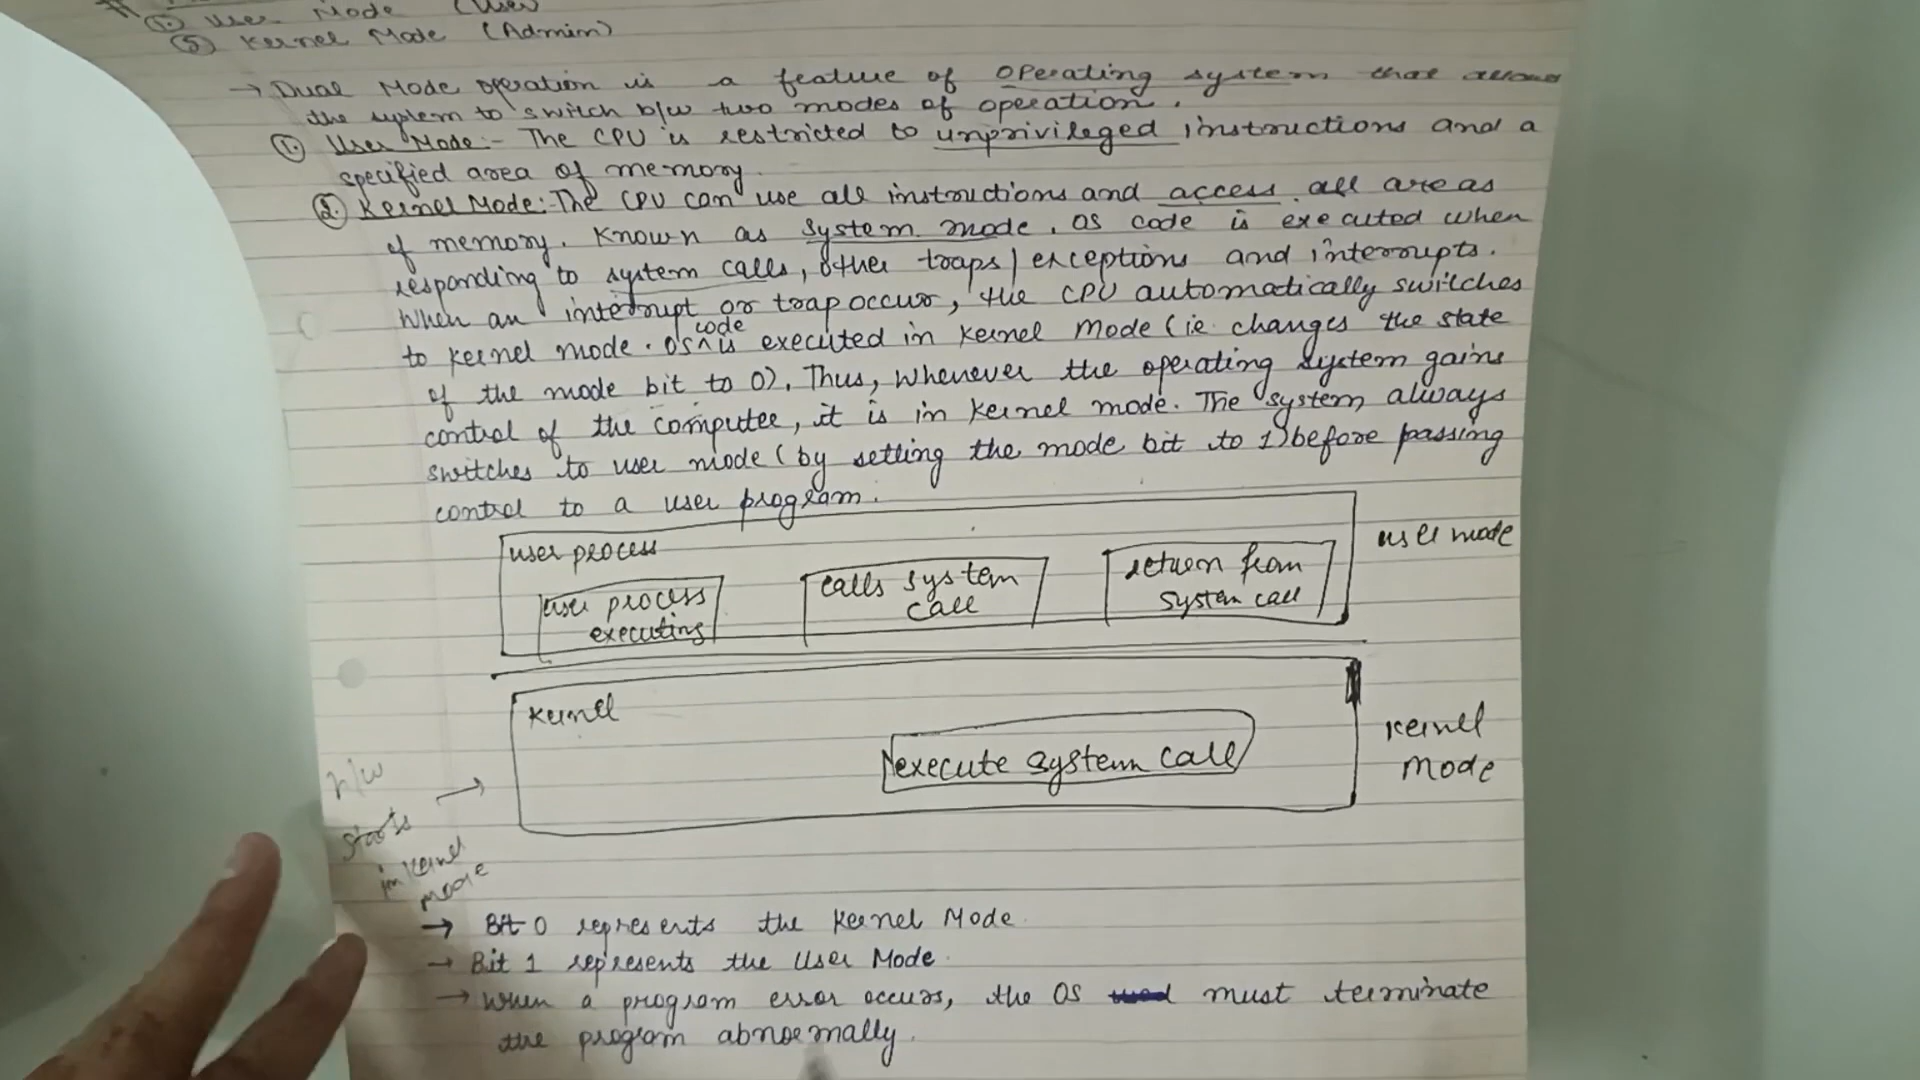 ① User Mode (User
② Kernel Mode (Admin)
→ Dual Mode operation is a feature of operating system that allows
the system to switch b/w two modes of operation.
① User Mode:- The CPU is restricted to unprivileged instructions and a
specified area of memory.
② Kernel Mode: The CPU can use all instructions and access all areas
of memory. Known as system mode. OS code is executed when
responding to system calls, other traps/exceptions and interrupts.
When an interrupt or trap occur, the CPU automatically switches
to kernel mode. OS code is executed in kernel mode (ie. changes the state
of the mode bit to 0). Thus, whenever the operating system gains
control of the computer, it is in kernel mode. The system always
switches to user mode (by setting the mode bit to 1) before passing
control to a user program.
user process
user mode
user process
executing
calls system
call
return from
system call
Kernel
execute system call
kernel
mode
h/w
starts
in kernel
mode
→ Bit 0 represents the Kernel Mode
→ Bit 1 represents the User Mode.
→ When a program error occurs, the OS must terminate
the program abnormally.